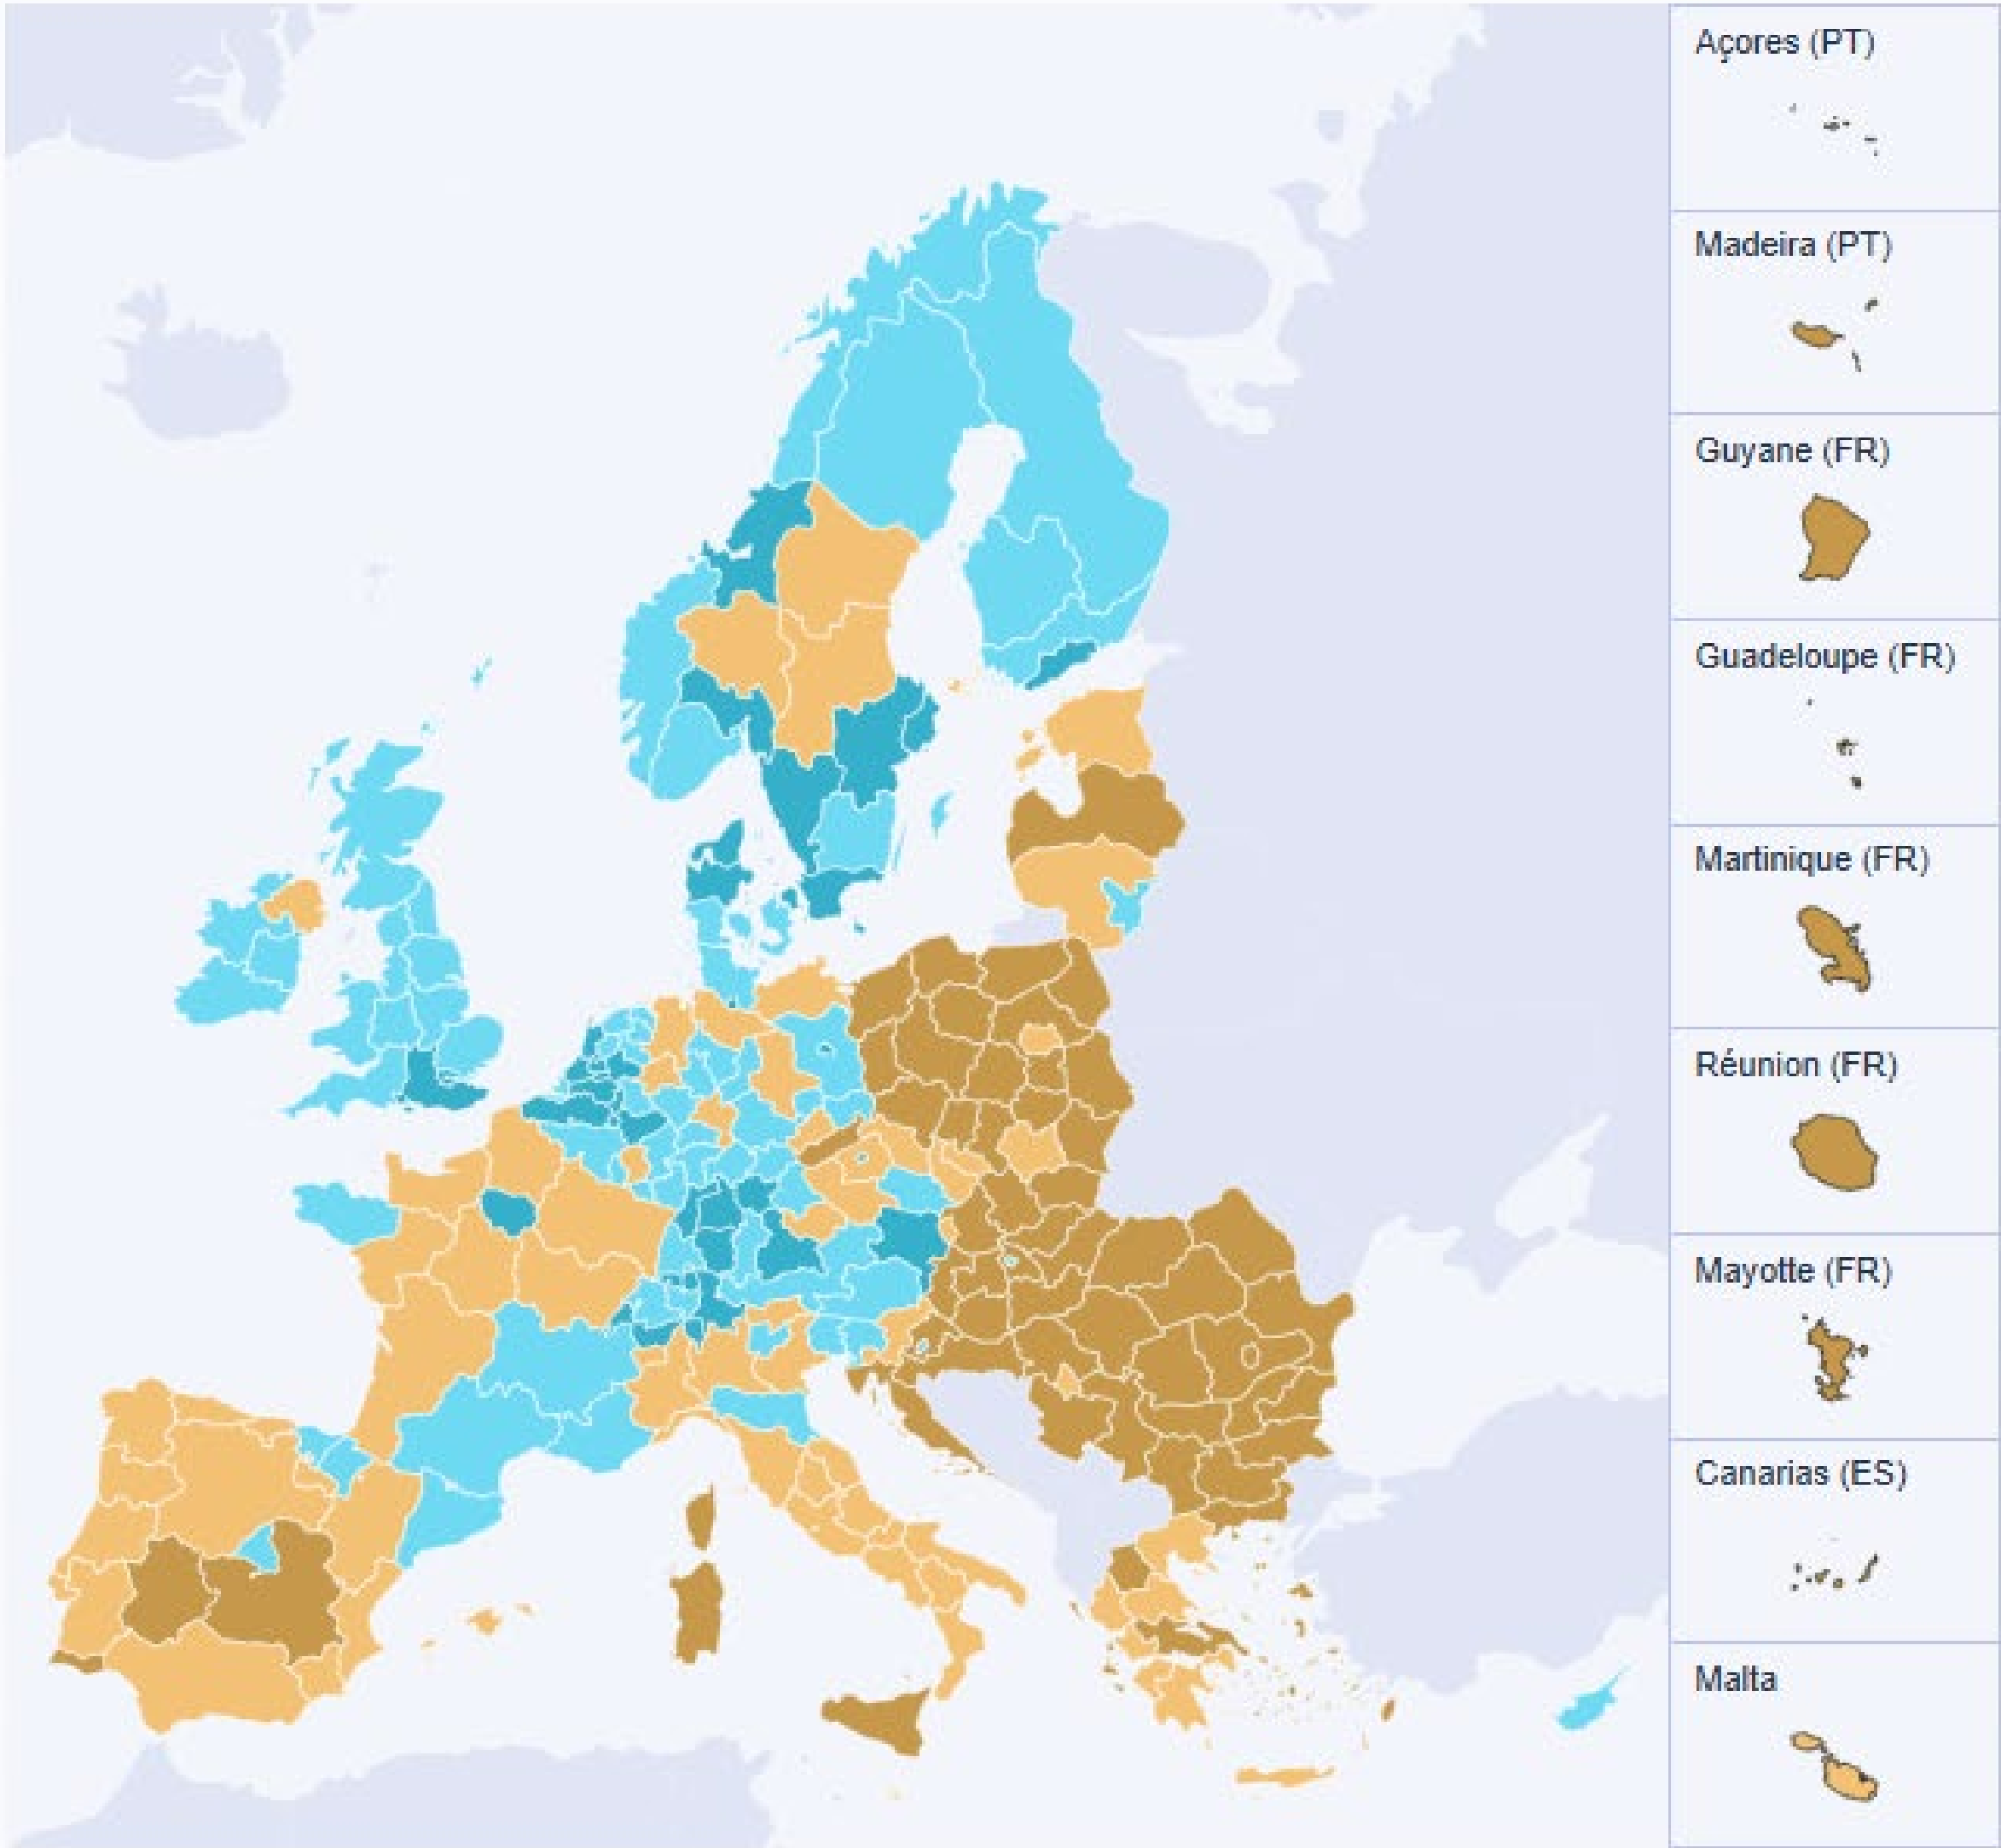 Açores (PT)
Madeira (PT)
Guyane (FR)
Guadeloupe (FR)
Martinique (FR)
Réunion (FR)
Mayotte (FR)
Canarias (ES)
Malta